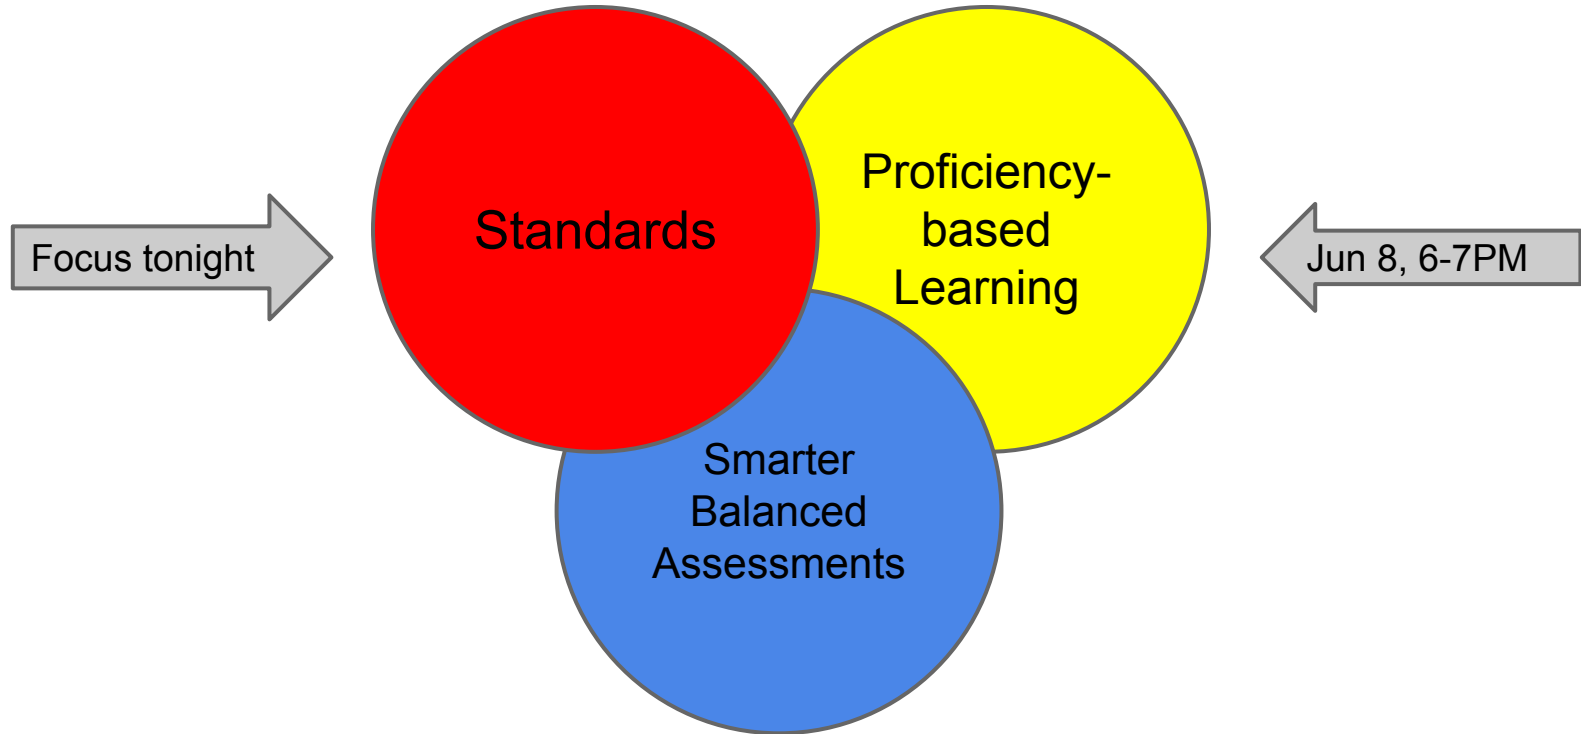 Focus tonight
Standards
Proficiency-
based
Learning
Jun 8, 6-7PM
Smarter
Balanced
Assessments